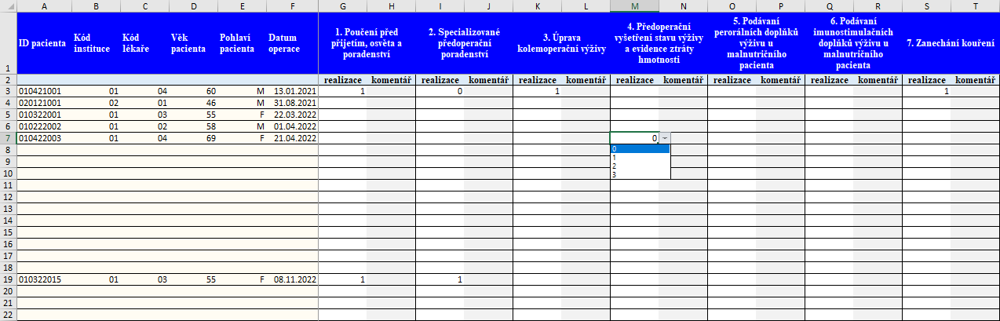 A B C D E F G H I J K L M N O P Q R S T
1 ID pacienta Kód instituce Kód lékaře Věk pacienta Pohlaví pacienta Datum operace 1. Poučení před přijetím, osvěta a poradenství 2. Specializované předoperační poradenství 3. Úprava kolemoperační výživy 4. Předoperační vyšetření stavu výživy a evidence ztráty hmotnosti 5. Podávaní perorálních doplňků výživu u malnutričního pacienta 6. Podávaní imunostimulačních doplňků výživu u malnutričního pacienta 7. Zanechání kouření
2 realizace komentář realizace komentář realizace komentář realizace komentář realizace komentář realizace komentář realizace komentář
3 010421001 01 04 60 M 13.01.2021 1 0 1 1
4 020121001 02 01 46 M 31.08.2021
5 010322001 01 03 55 F 22.03.2022
6 010222002 01 02 58 M 01.04.2022
7 010422003 01 04 69 F 21.04.2022 0
8 0
9 1
10 2
3
11
12
13
14
15
16
17
18
19 010322015 01 03 55 F 08.11.2022 1 1
20
21
22